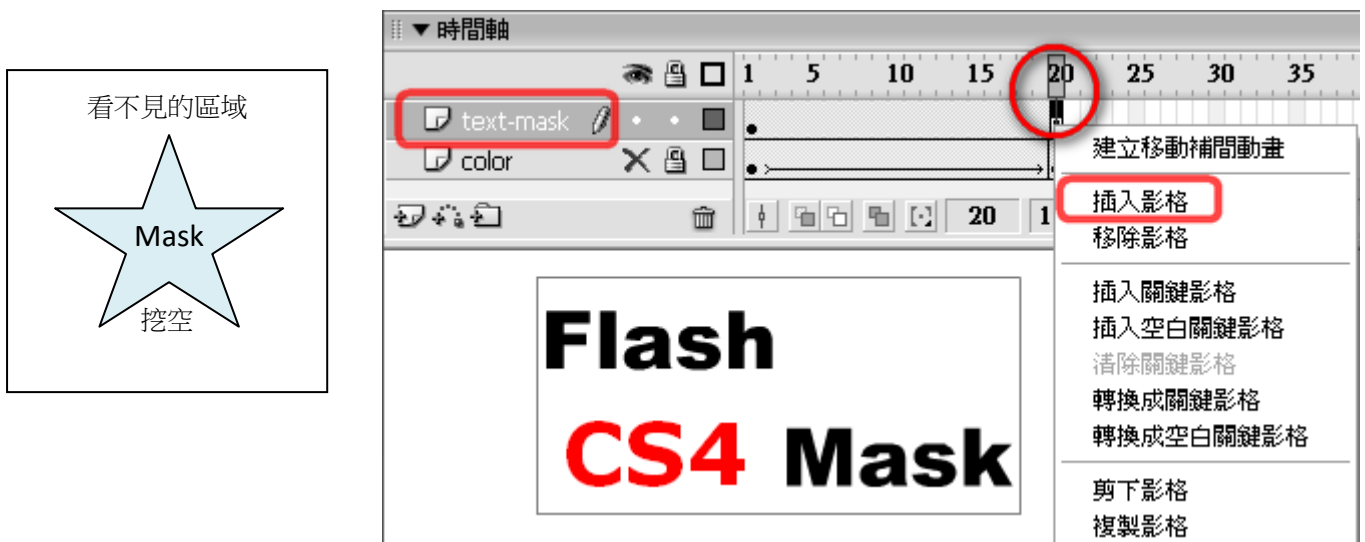 看不見的區域
Mask
挖空
時間軸
1 5 10 15 20 25 30 35
text-mask
color
20 1
Flash
CS4 Mask
建立移動補間動畫
插入影格
移除影格
插入關鍵影格
插入空白關鍵影格
清除關鍵影格
轉換成關鍵影格
轉換成空白關鍵影格
剪下影格
複製影格